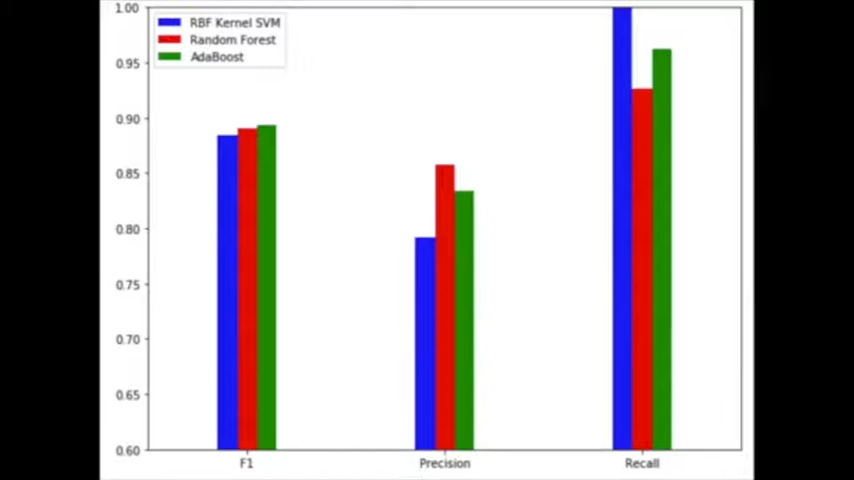 1.00
RBF Kernel SVM
Random Forest
AdaBoost
0.95
0.90
0.85
0.80
0.75
0.70
0.65
0.60
F1 Precision Recall